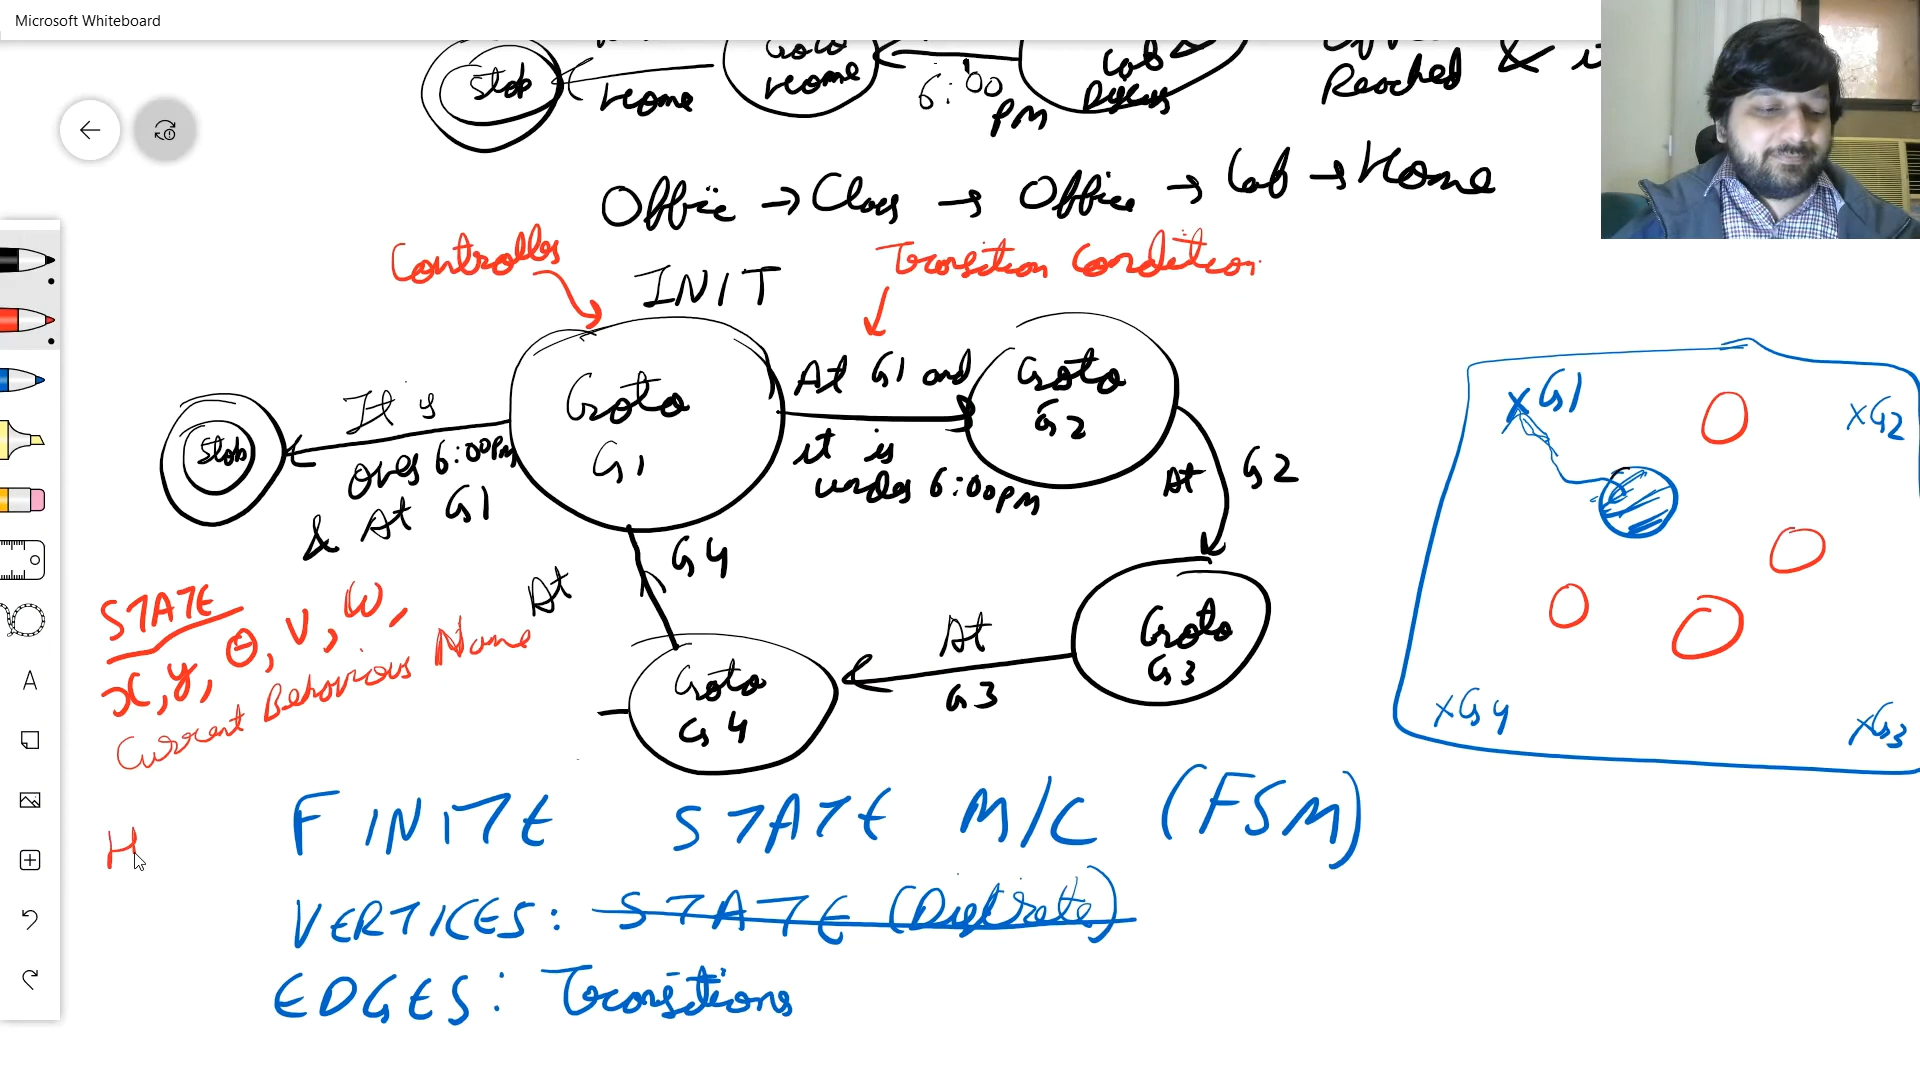 Microsoft Whiteboard
Stop
Home
Goto
Home
6:00
PM
Lab
Reached &
Office → Class → Office → Lab → Home
Controller
INIT
Transition Condition
Stop
It is
over 6:00PM
& At G1
Goto
G1
At G1 and
it is
under 6:00PM
Goto
G2
At G2
Goto
G3
At
G3
Goto
G4
At G4
STATE
x, y, θ, v, ω,
Current Behaviour Name
H
XG1
XG2
XG3
XG4
FINITE STATE M/C (FSM)
VERTICES: STATE (Discrete)
EDGES: Transitions
A